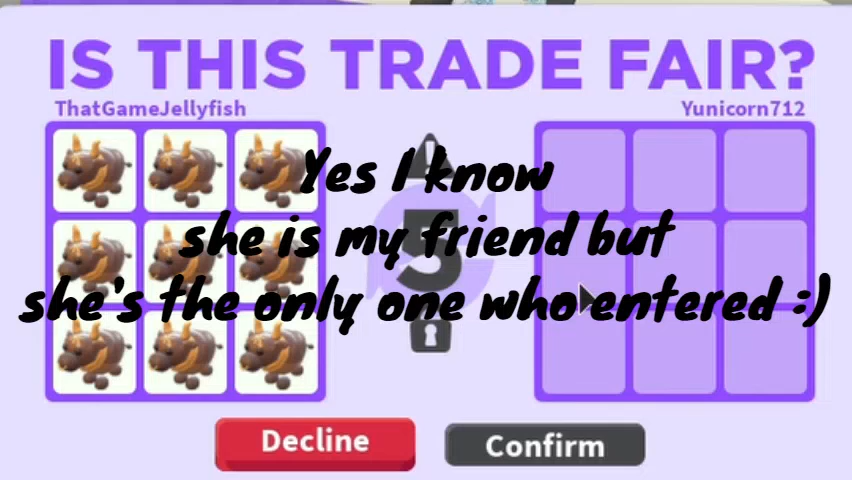 IS THIS TRADE FAIR?
ThatGameJellyfish
Yunicorn712
Yes I know
she is my friend but
she's the only one who entered :)
5
Decline
Confirm